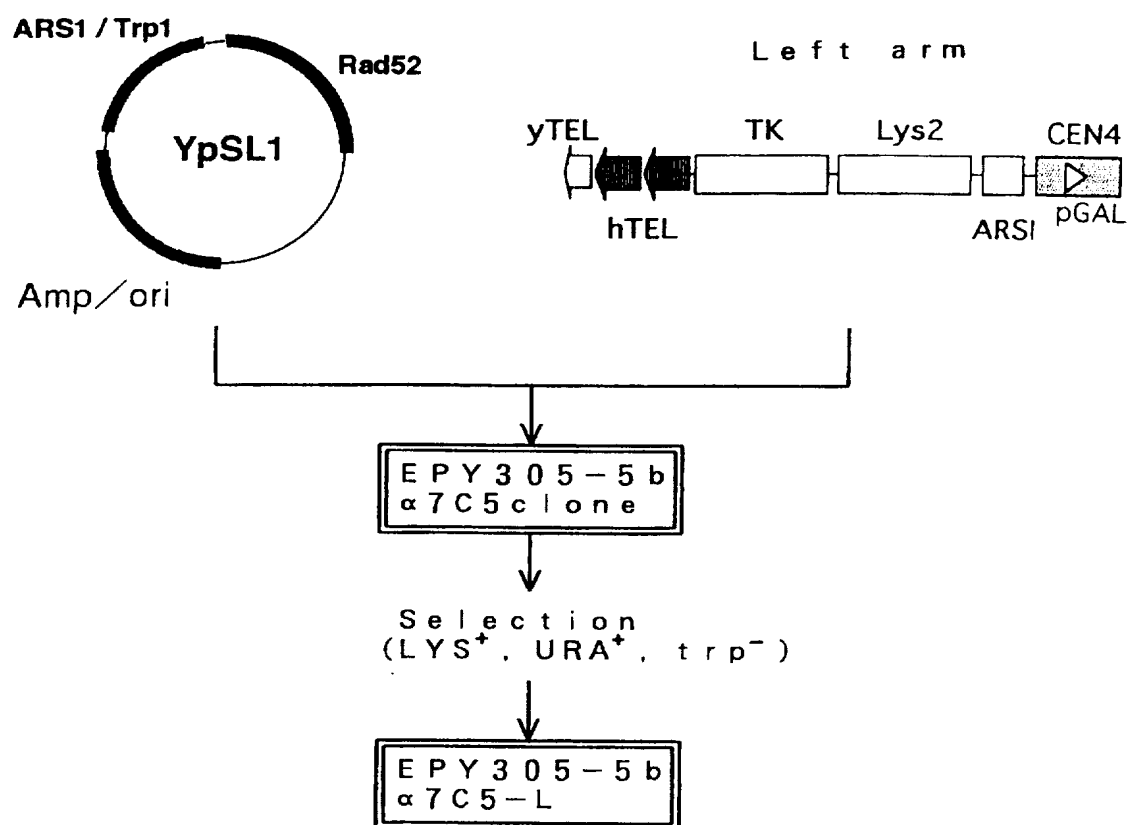 ARS1 / Trp1
Rad52
YpSL1
Amp/ori
Left arm
yTEL
TK
Lys2
CEN4
hTEL
ARSI
pGAL
EPY305-5b
α7C5clone
Selection
(LYS⁺, URA⁺, trp⁻)
EPY305-5b
α7C5-L